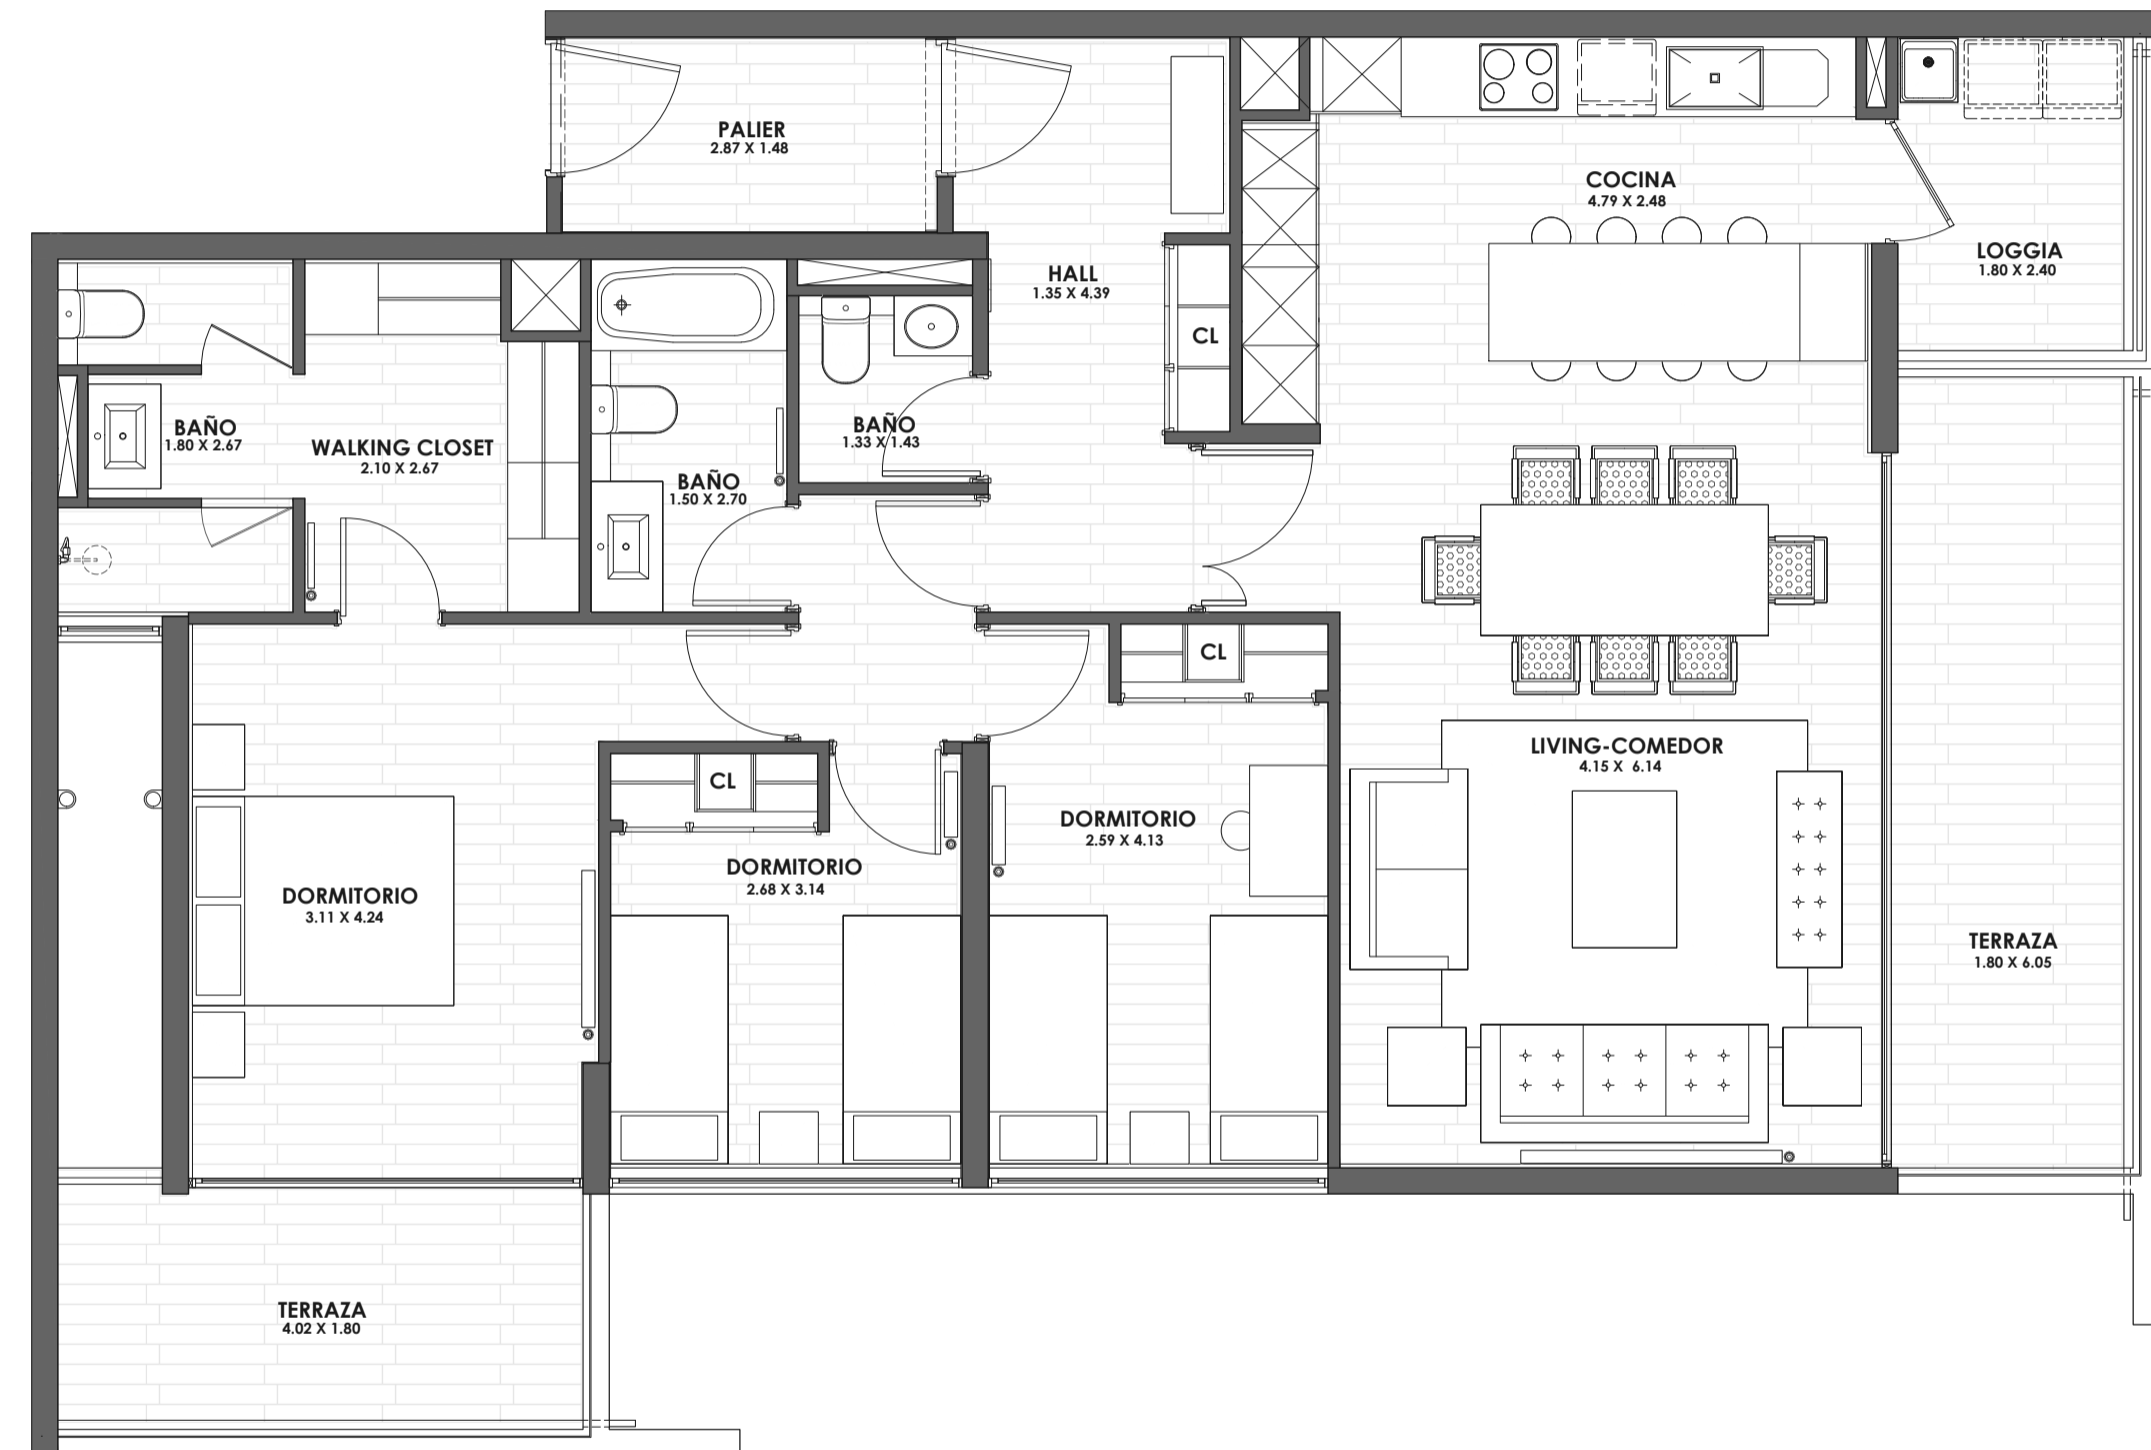 PALIER
2.87 X 1.48
COCINA
4.79 X 2.48
LOGGIA
1.80 X 2.40
HALL
1.35 X 4.39
CL
BAÑO
1.80 X 2.67
WALKING CLOSET
2.10 X 2.67
BAÑO
1.33 X 1.43
BAÑO
1.50 X 2.70
CL
LIVING-COMEDOR
4.15 X 6.14
CL
DORMITORIO
2.59 X 4.13
DORMITORIO
2.68 X 3.14
DORMITORIO
3.11 X 4.24
TERRAZA
1.80 X 6.05
TERRAZA
4.02 X 1.80